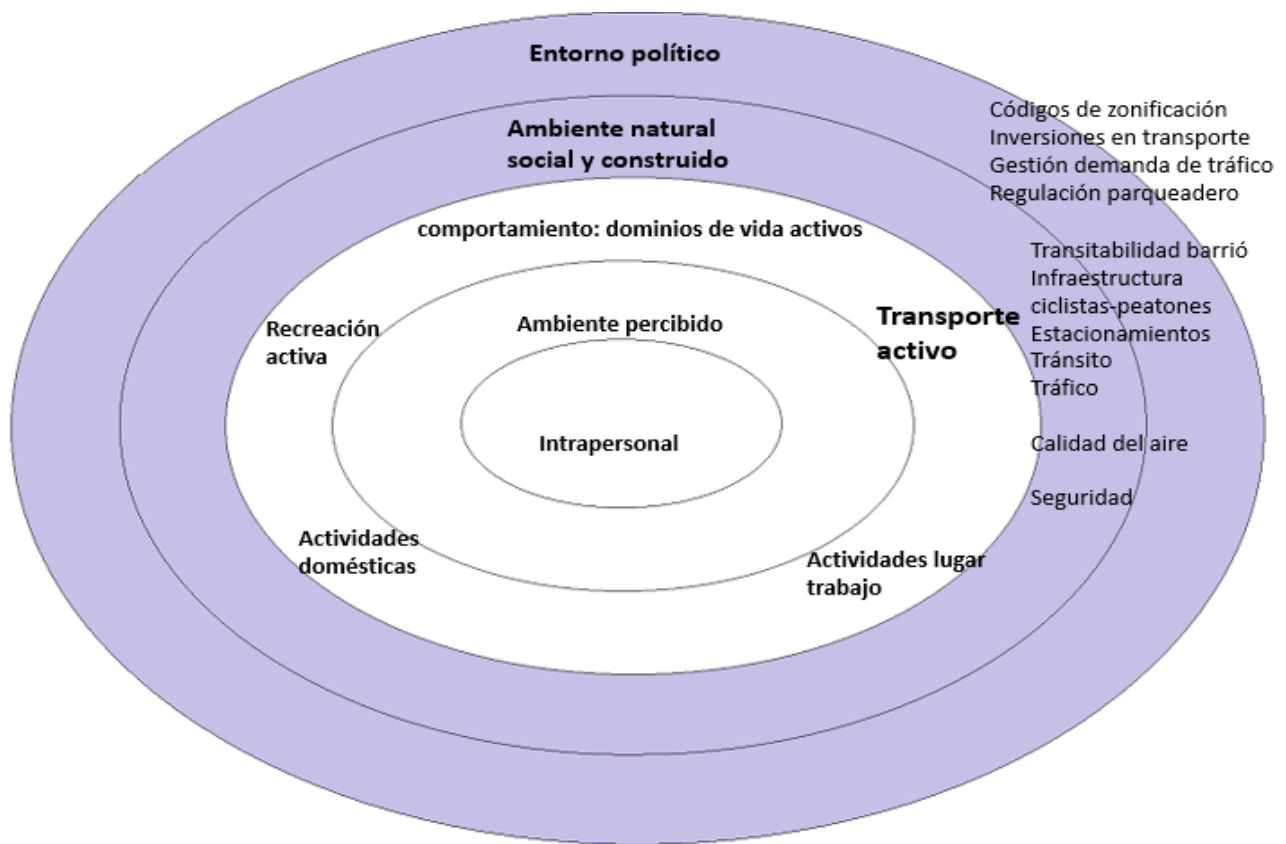 Entorno político
Ambiente natural
social y construido
Códigos de zonificación
Inversiones en transporte
Gestión demanda de tráfico
Regulación parqueadero
comportamiento: dominios de vida activos
Transitabilidad barrió
Infraestructura
ciclistas-peatones
Estacionamientos
Tránsito
Tráfico
Calidad del aire
Seguridad
Recreación
activa
Ambiente percibido
Transporte
activo
Intrapersonal
Actividades
domésticas
Actividades lugar
trabajo